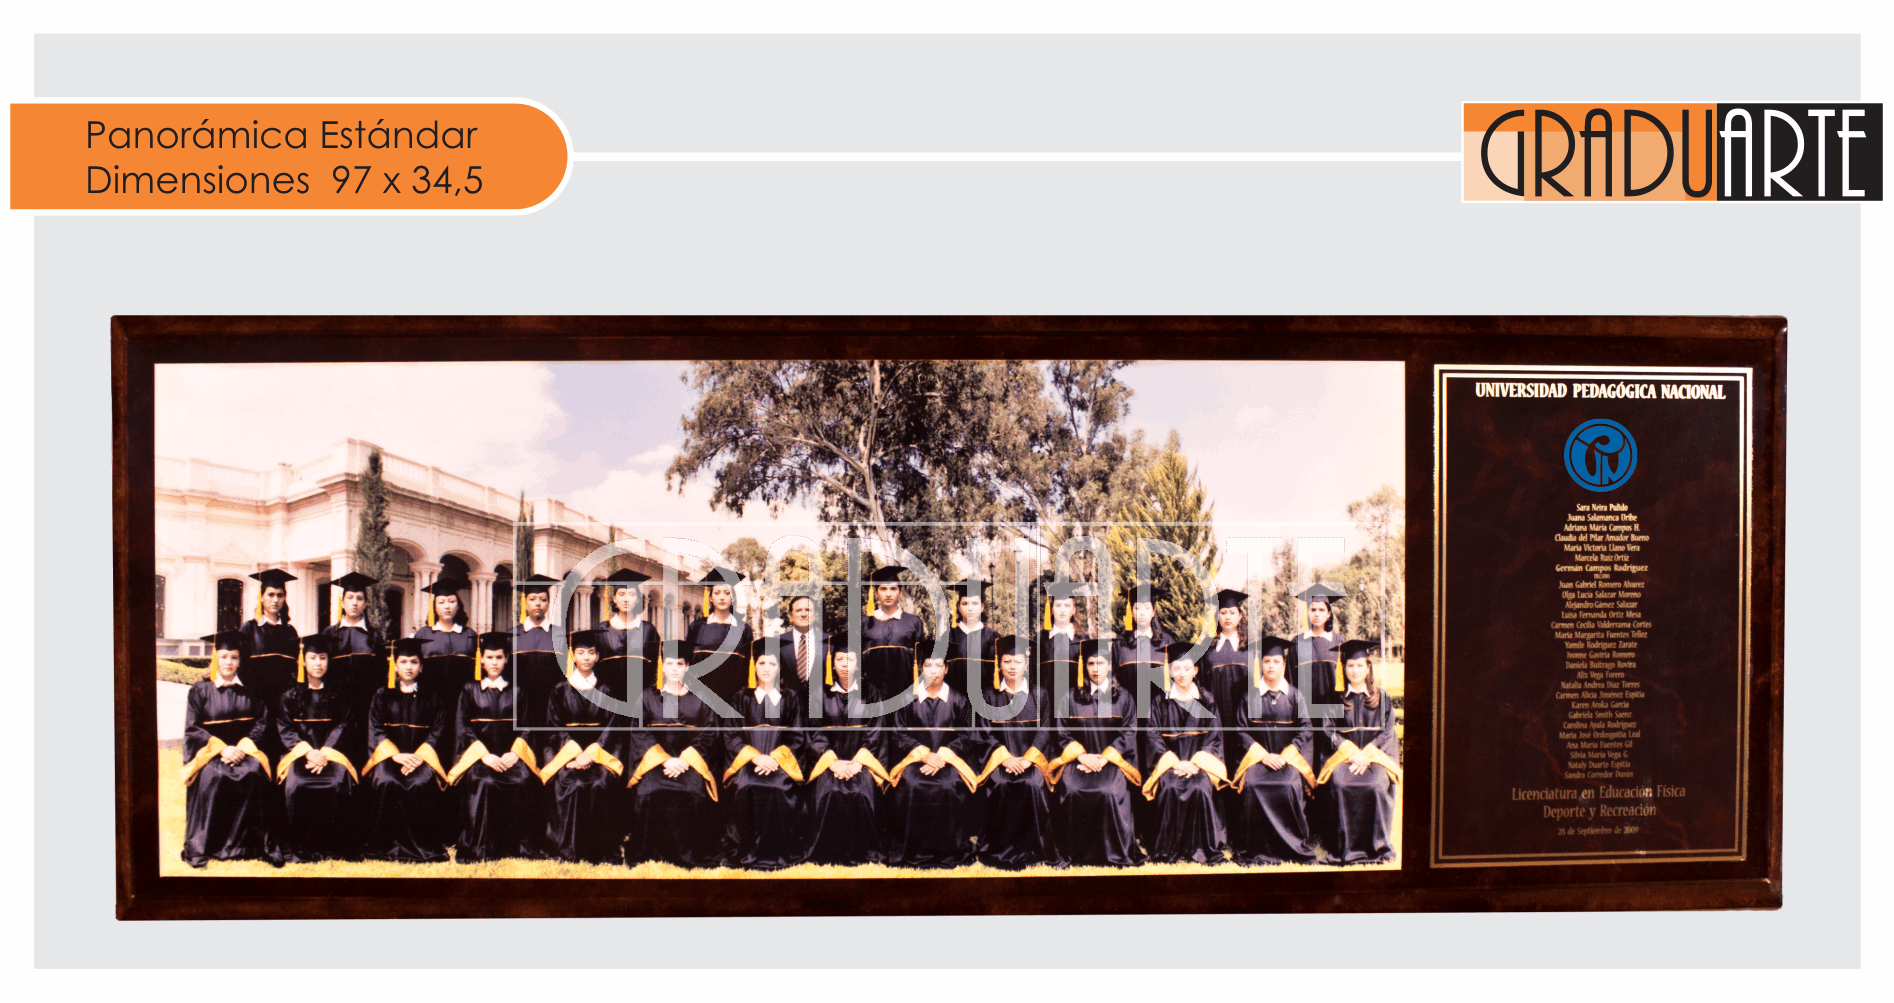 Panorámica Estándar
Dimensiones 97 x 34,5
GRADUARTE
GRADUARTE
UNIVERSIDAD PEDAGÓGICA NACIONAL
Sara Neira Pulido
Juana Salamanca Uribe
Adriana María Campos H.
Claudia del Pilar Amador Bueno
María Victoria Llano Vera
Marcela Ruiz Ortiz
Germán Campos Rodríguez
Juan Gabriel Romero Alvarez
Olga Lucía Salazar Moreno
Alejandro Gámez Salazar
Luisa Fernanda Ortiz Mesa
Carmen Cecilia Valderrama Cortes
María Margarita Fuentes Tellez
Yamile Rodríguez Zarate
Ivonne Gaviria Romero
Daniela Buitrago Rovira
Alix Vega Forero
Natalia Andrea Díaz Torres
Carmen Alicia Jiménez Espitia
Karen Aroka García
Gabriela Smith Saenz
Carolina Ayala Rodríguez
María José Ordosgoitia Leal
Ana María Fuentes Gil
Silvia María Vega G.
Nataly Duarte Espitia
Sandra Corredor Durán
Licenciatura en Educación Física
Deporte y Recreación
de Septiembre de 2009